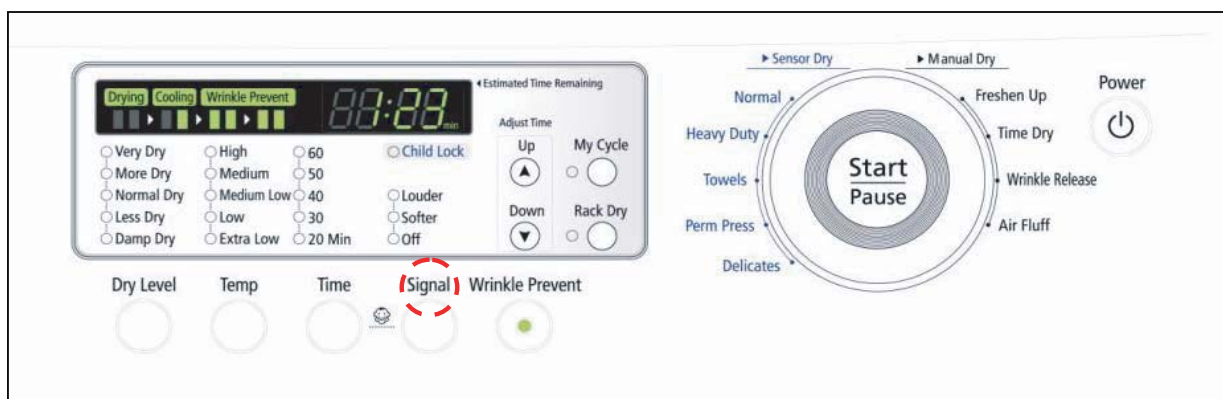 Drying Cooling Wrinkle Prevent
1:23 min
◂Estimated Time Remaining
Very Dry
More Dry
Normal Dry
Less Dry
Damp Dry
High
Medium
Medium Low
Low
Extra Low
60
50
40
30
20 Min
Child Lock
Louder
Softer
Off
Adjust Time
Up
Down
My Cycle
Rack Dry
Dry Level
Temp
Time
Signal
Wrinkle Prevent
▸Sensor Dry
Normal
Heavy Duty
Towels
Perm Press
Delicates
▸Manual Dry
Freshen Up
Time Dry
Wrinkle Release
Air Fluff
Start
Pause
Power